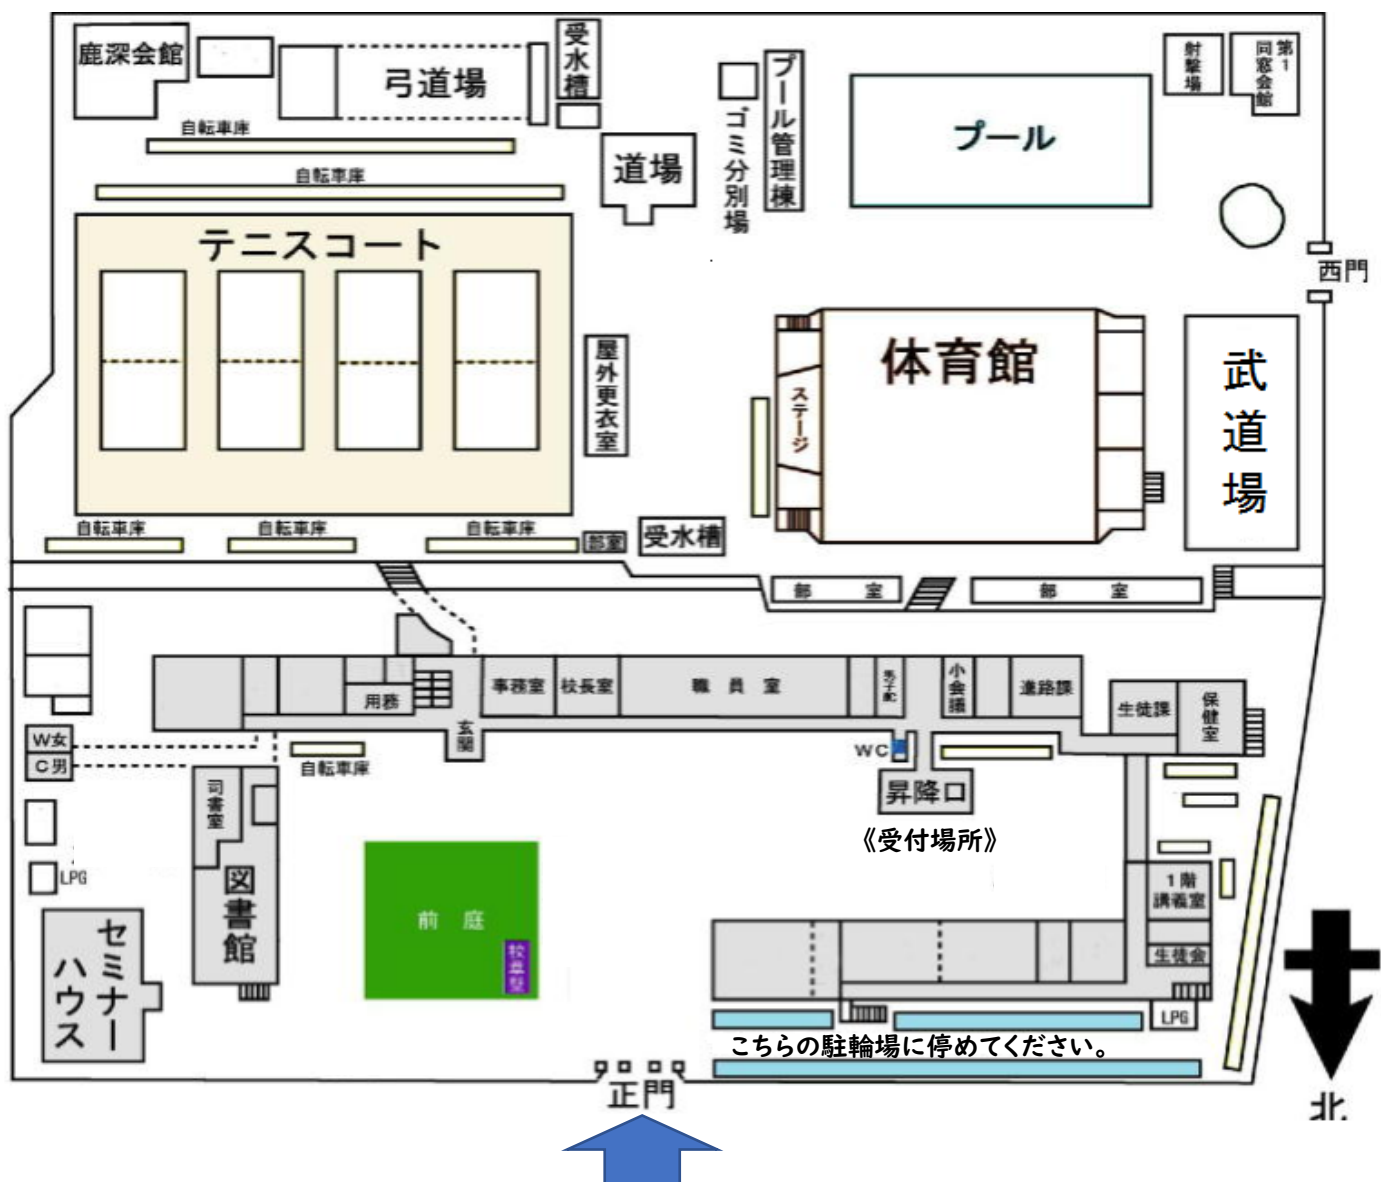 鹿深会館
弓道場
受水槽
プール管理棟
ゴミ分別場
プール
射撃場
第1
同窓会館
自転車庫
自転車庫
道場
テニスコート
西門
屋外更衣室
体育館
ステージ
武道場
自転車庫
自転車庫
自転車庫
部室
受水槽
部室
部室
用務
事務室
校長室
職員室
小会議
進路課
生徒課
保健室
玄関
W女
C男
自転車庫
WC
昇降口
《受付場所》
司書室
図書館
LPG
セミナー
ハウス
前庭
1階
講義室
生徒会
LPG
こちらの駐輪場に停めてください。
正門
北